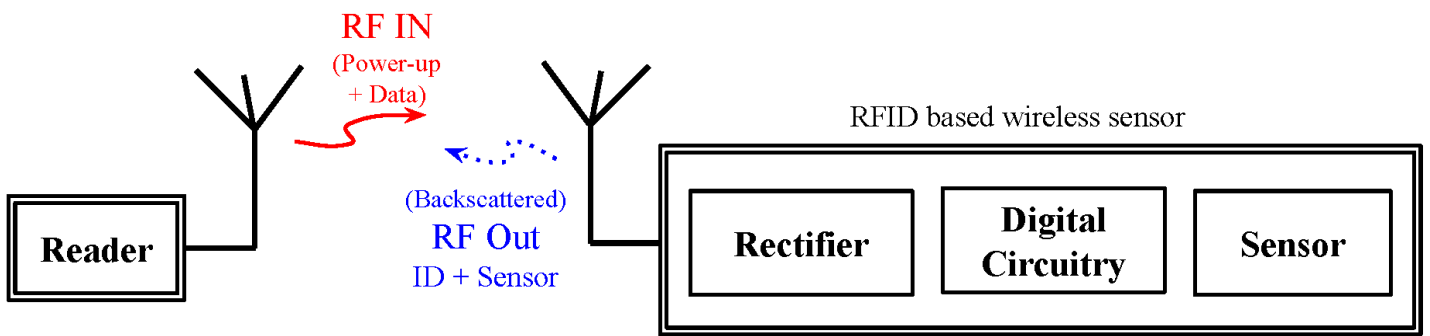 RF IN
(Power-up
+ Data)
RFID based wireless sensor
(Backscattered)
RF Out
ID + Sensor
Reader
Rectifier
Digital
Circuitry
Sensor